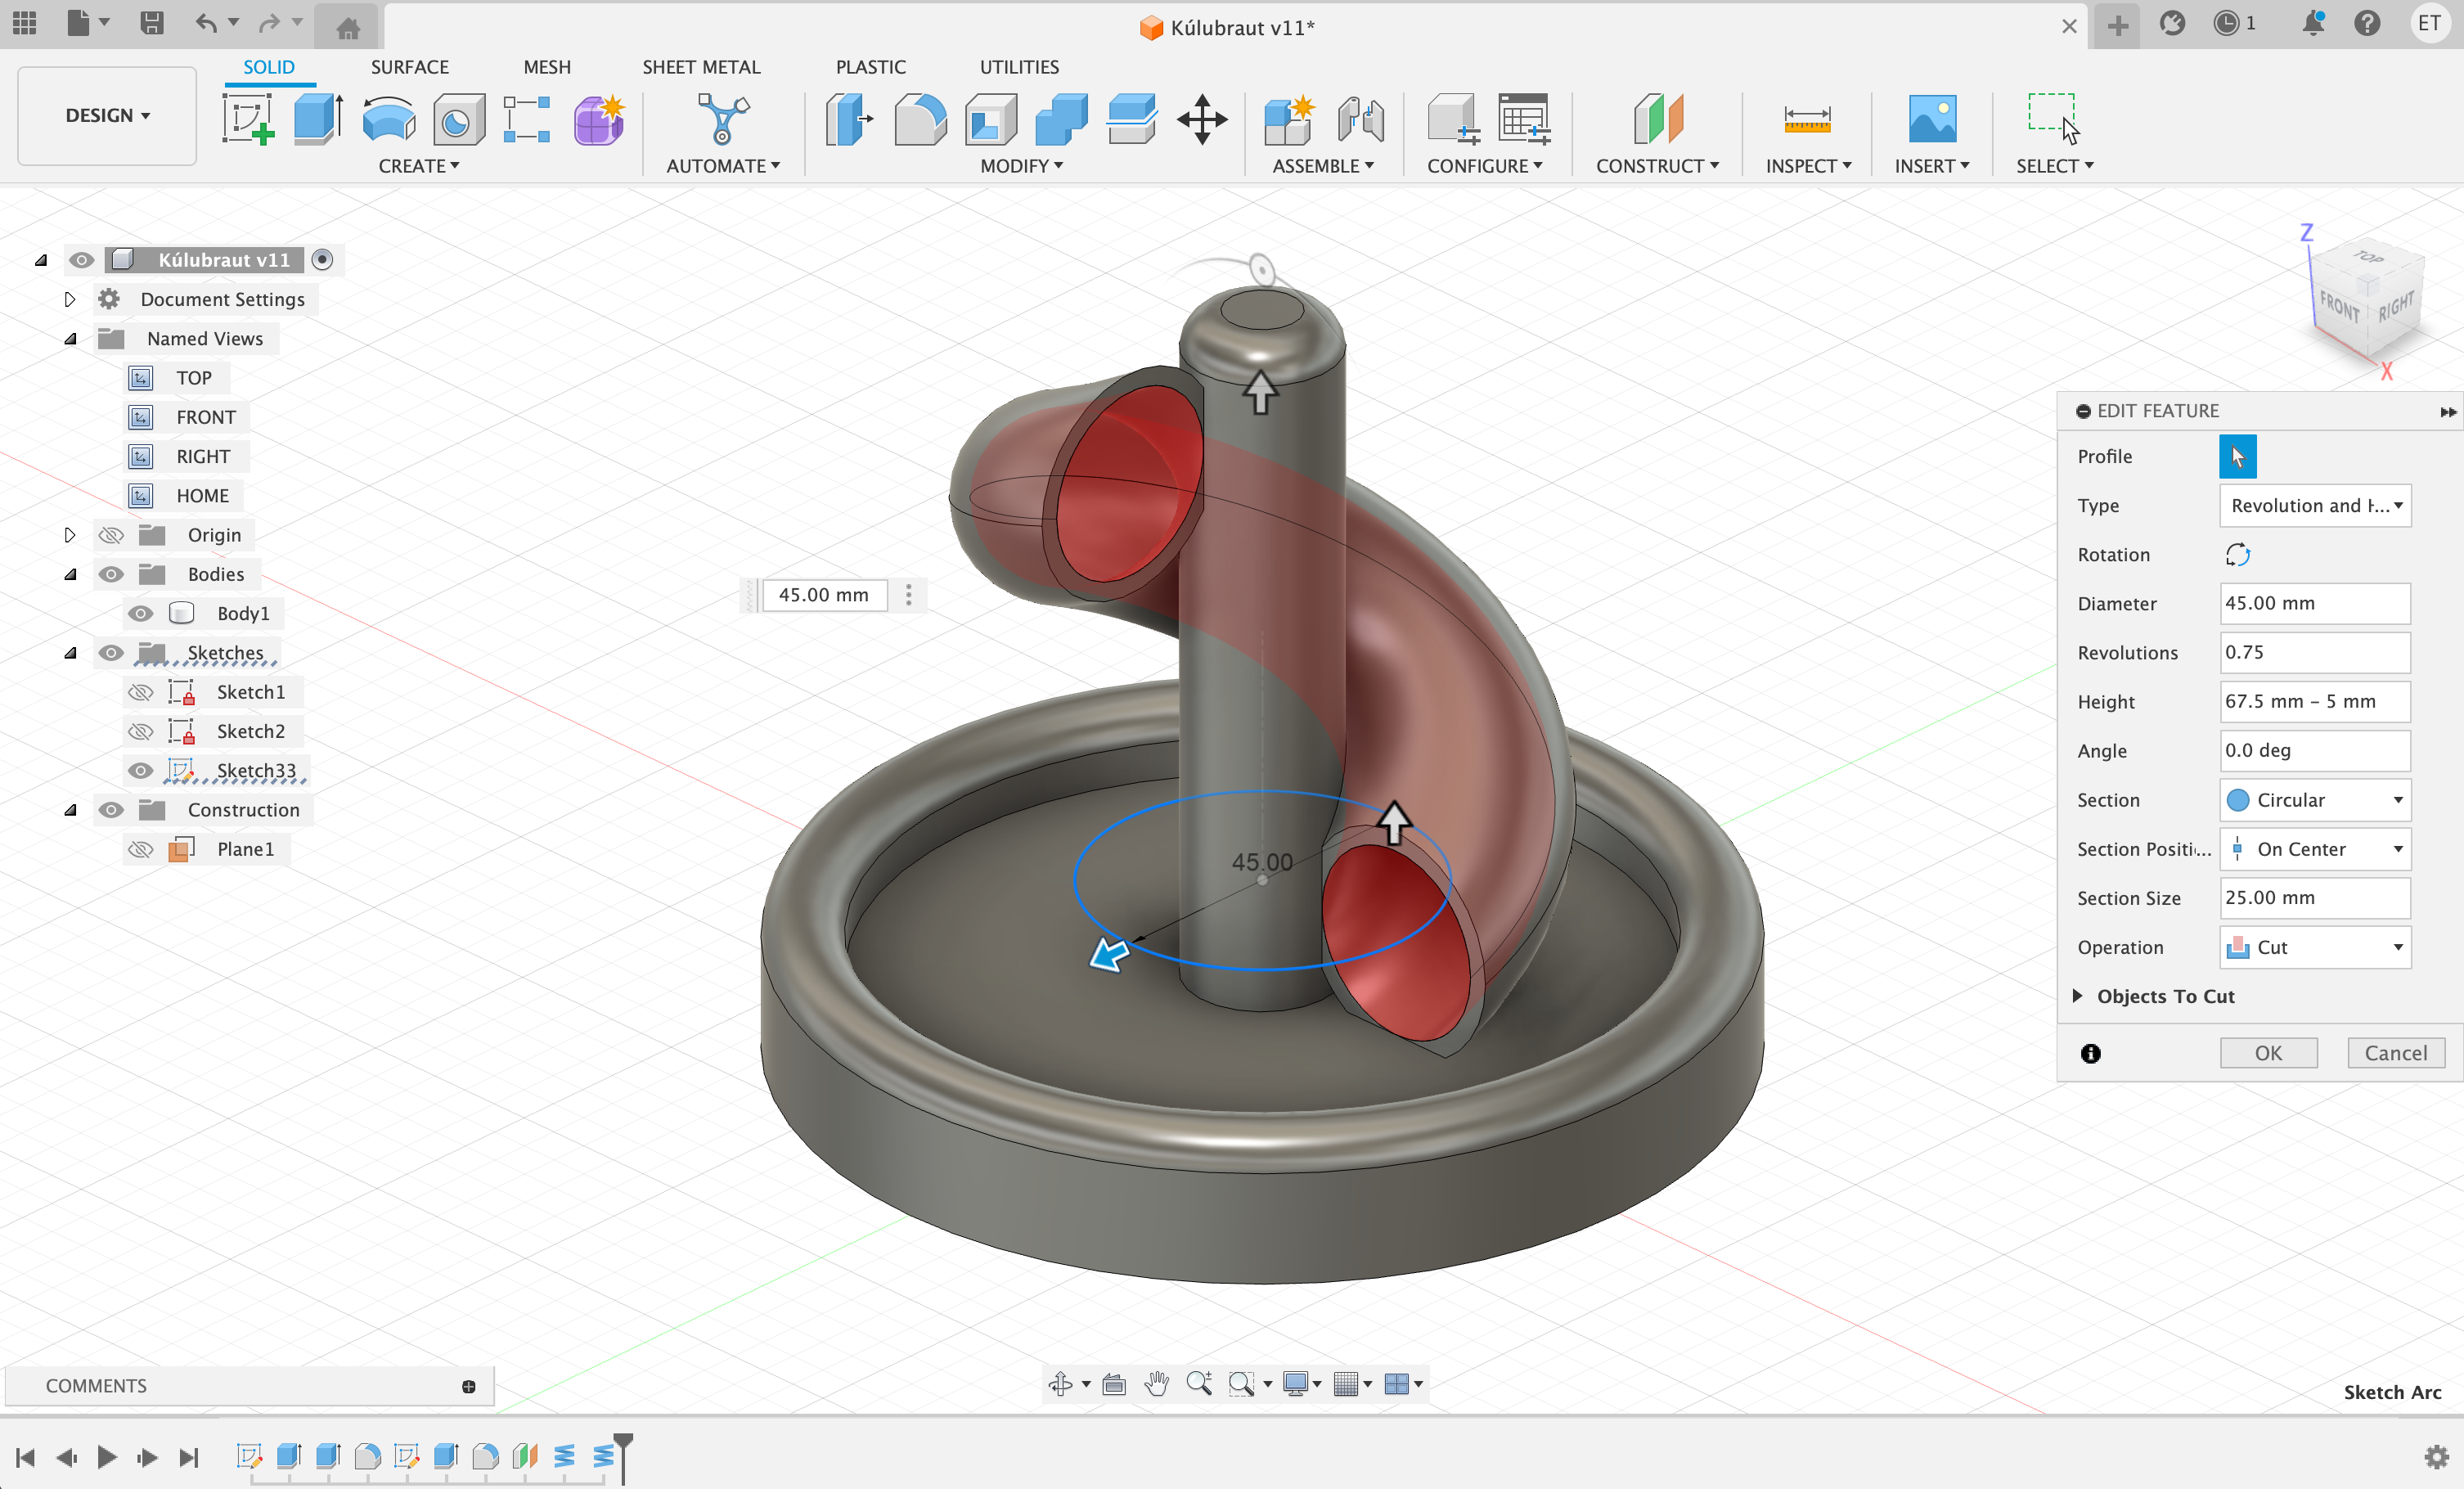 Kúlubraut v11*
1
ET
SOLID
SURFACE
MESH
SHEET METAL
PLASTIC
UTILITIES
DESIGN
CREATE
AUTOMATE
MODIFY
ASSEMBLE
CONFIGURE
CONSTRUCT
INSPECT
INSERT
SELECT
Kúlubraut v11
Document Settings
Named Views
TOP
FRONT
RIGHT
HOME
Origin
Bodies
Body1
Sketches
Sketch1
Sketch2
Sketch33
Construction
Plane1
45.00 mm
45.00
Z
TOP
FRONT
RIGHT
X
EDIT FEATURE
Profile
Type Revolution and H...
Rotation
Diameter 45.00 mm
Revolutions 0.75
Height 67.5 mm - 5 mm
Angle 0.0 deg
Section Circular
Section Positi... On Center
Section Size 25.00 mm
Operation Cut
Objects To Cut
OK Cancel
COMMENTS
Sketch Arc